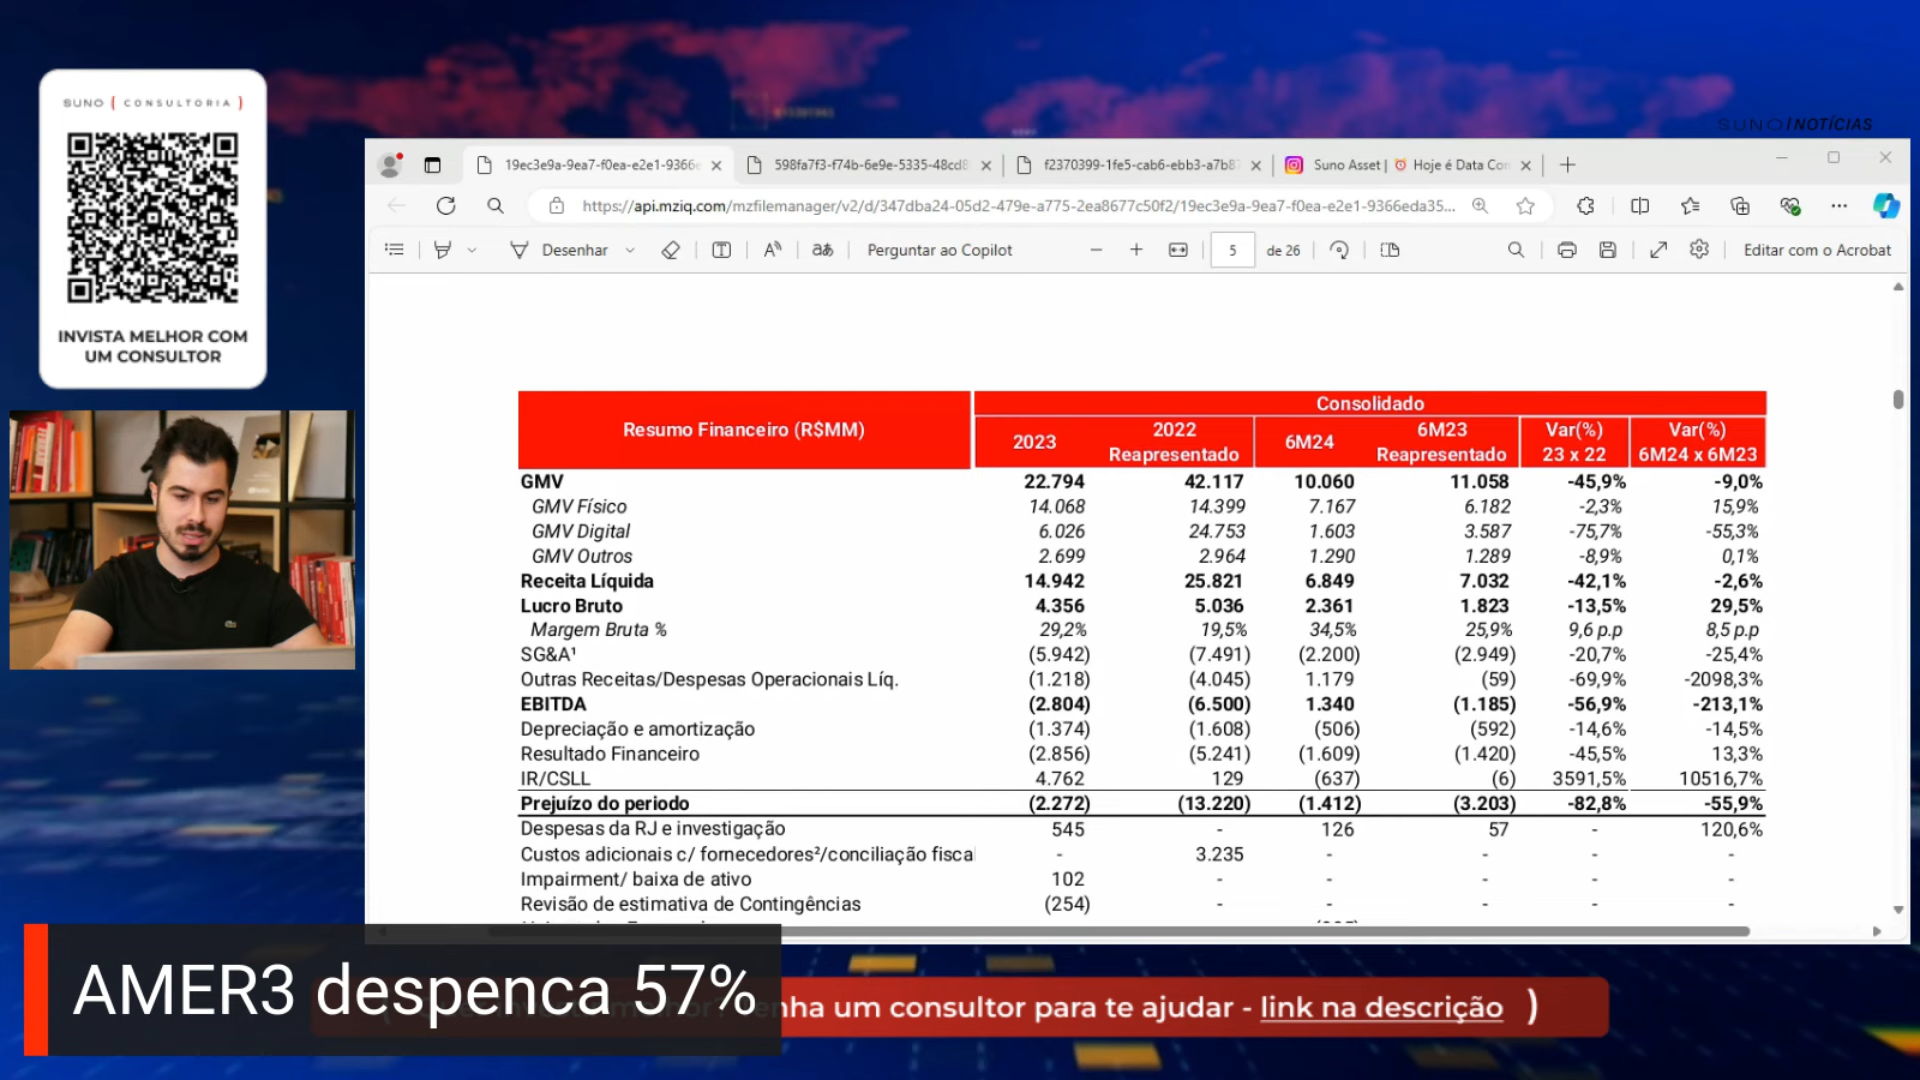 SUNO ( CONSULTORIA )
INVISTA MELHOR COM
UM CONSULTOR
SUNO/NOTÍCIAS
19ec3e9a-9ea7-f0ea-e2e1-9366e
598fa7f3-f74b-6e9e-5335-48cd8
f2370399-1fe5-cab6-ebb3-a7b8
Suno Asset | Hoje é Data Con
https://api.mziq.com/mzfilemanager/v2/d/347dba24-05d2-479e-a775-2ea8677c50f2/19ec3e9a-9ea7-f0ea-e2e1-9366eda35...
Desenhar
Perguntar ao Copilot
5 de 26
Editar com o Acrobat
Resumo Financeiro (R$MM) Consolidado
2023 2022 Reapresentado 6M24 6M23 Reapresentado Var(%) 23 x 22 Var(%) 6M24 x 6M23
GMV 22.794 42.117 10.060 11.058 -45,9% -9,0%
GMV Físico 14.068 14.399 7.167 6.182 -2,3% 15,9%
GMV Digital 6.026 24.753 1.603 3.587 -75,7% -55,3%
GMV Outros 2.699 2.964 1.290 1.289 -8,9% 0,1%
Receita Líquida 14.942 25.821 6.849 7.032 -42,1% -2,6%
Lucro Bruto 4.356 5.036 2.361 1.823 -13,5% 29,5%
Margem Bruta % 29,2% 19,5% 34,5% 25,9% 9,6 p.p 8,5 p.p
SG&A¹ (5.942) (7.491) (2.200) (2.949) -20,7% -25,4%
Outras Receitas/Despesas Operacionais Líq. (1.218) (4.045) 1.179 (59) -69,9% -2098,3%
EBITDA (2.804) (6.500) 1.340 (1.185) -56,9% -213,1%
Depreciação e amortização (1.374) (1.608) (506) (592) -14,6% -14,5%
Resultado Financeiro (2.856) (5.241) (1.609) (1.420) -45,5% 13,3%
IR/CSLL 4.762 129 (637) (6) 3591,5% 10516,7%
Prejuízo do periodo (2.272) (13.220) (1.412) (3.203) -82,8% -55,9%
Despesas da RJ e investigação 545 - 126 57 - 120,6%
Custos adicionais c/ fornecedores²/conciliação fiscal - 3.235 - - - -
Impairment/ baixa de ativo 102 - - - - -
Revisão de estimativa de Contingências (254) - - - - -
AMER3 despenca 57%
nha um consultor para te ajudar - link na descrição )